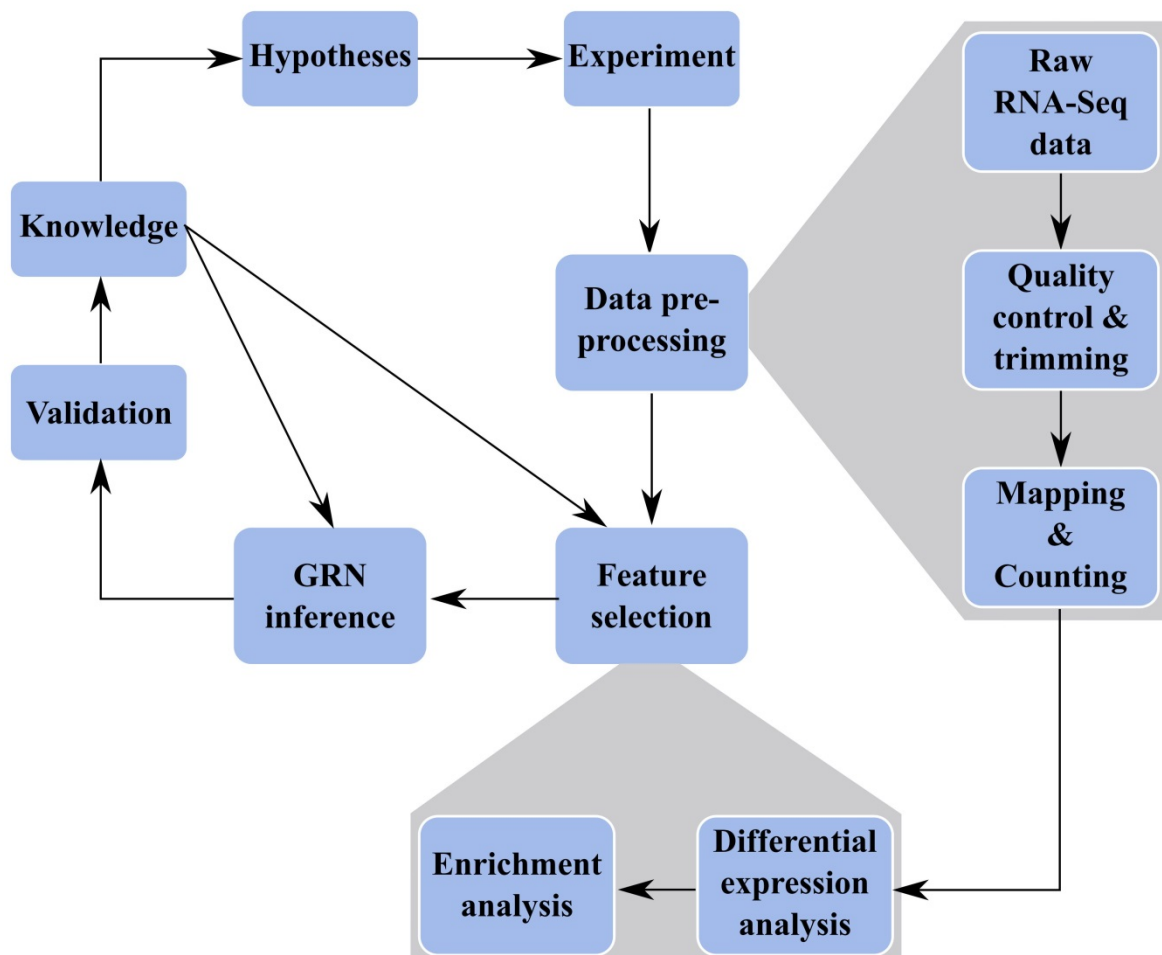 Hypotheses
Experiment
Raw
RNA-Seq
data
Knowledge
Data pre-
processing
Quality
control &
trimming
Validation
Mapping
&
Counting
GRN
inference
Feature
selection
Enrichment
analysis
Differential
expression
analysis